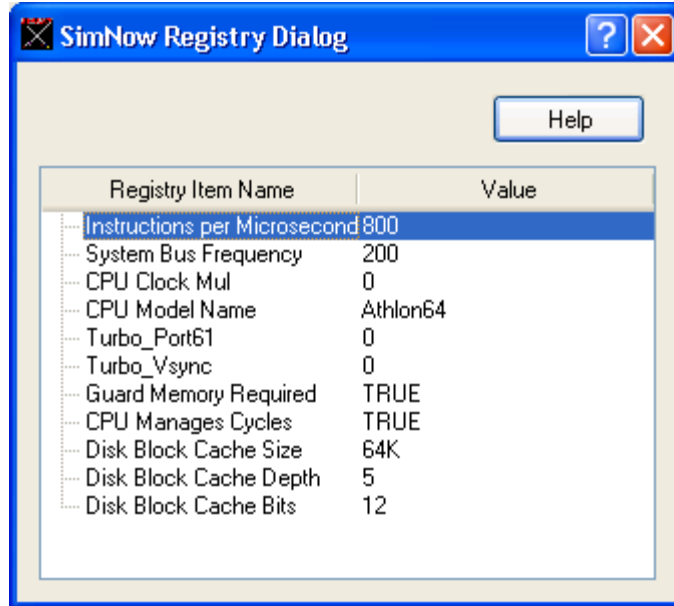 SimNow Registry Dialog
Help
Registry Item Name Value
Instructions per Microsecond 800
System Bus Frequency 200
CPU Clock Mul 0
CPU Model Name Athlon64
Turbo_Port61 0
Turbo_Vsync 0
Guard Memory Required TRUE
CPU Manages Cycles TRUE
Disk Block Cache Size 64K
Disk Block Cache Depth 5
Disk Block Cache Bits 12